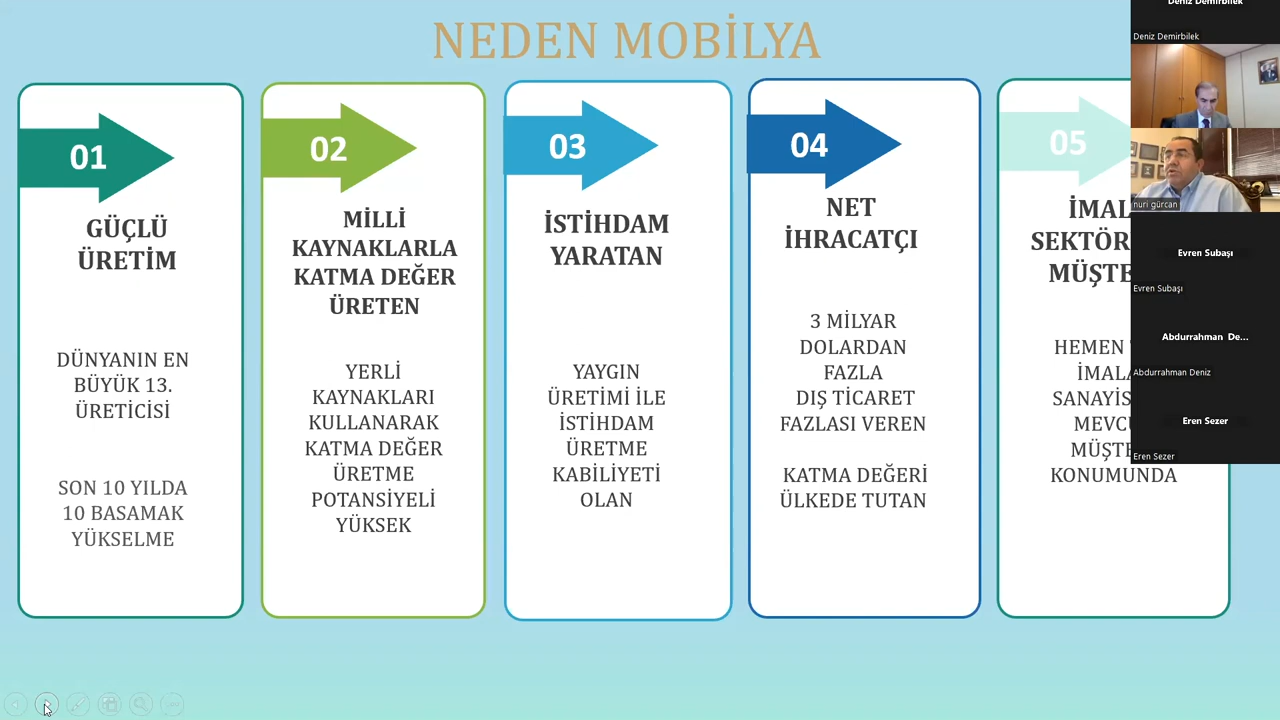 NEDEN MOBİLYA
01
GÜÇLÜ
ÜRETİM
DÜNYANIN EN
BÜYÜK 13.
ÜRETİCİSİ
SON 10 YILDA
10 BASAMAK
YÜKSELME
02
MİLLİ
KAYNAKLARLA
KATMA DEĞER
ÜRETEN
YERLİ
KAYNAKLARI
KULLANARAK
KATMA DEĞER
ÜRETME
POTANSİYELİ
YÜKSEK
03
İSTİHDAM
YARATAN
YAYGIN
ÜRETİMİ İLE
İSTİHDAM
ÜRETME
KABİLİYETİ
OLAN
04
NET
İHRACATÇI
3 MİLYAR
DOLARDAN
FAZLA
DIŞ TİCARET
FAZLASI VEREN
KATMA DEĞERİ
ÜLKEDE TUTAN
05
HEMEN
KONUMUNDA
Deniz Demirbilek
Deniz Demirbilek
nuri gürcan
Evren Subaşı
Evren Subaşı
Abdurrahman De...
Abdurrahman Deniz
Eren Sezer
Eren Sezer